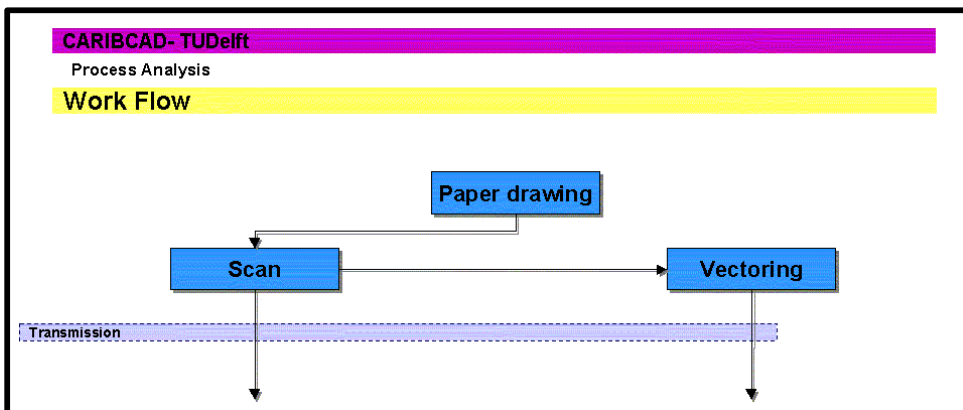 CARIBCAD- TUDelft
Process Analysis
Work Flow
Paper drawing
Scan
Vectoring
Transmission